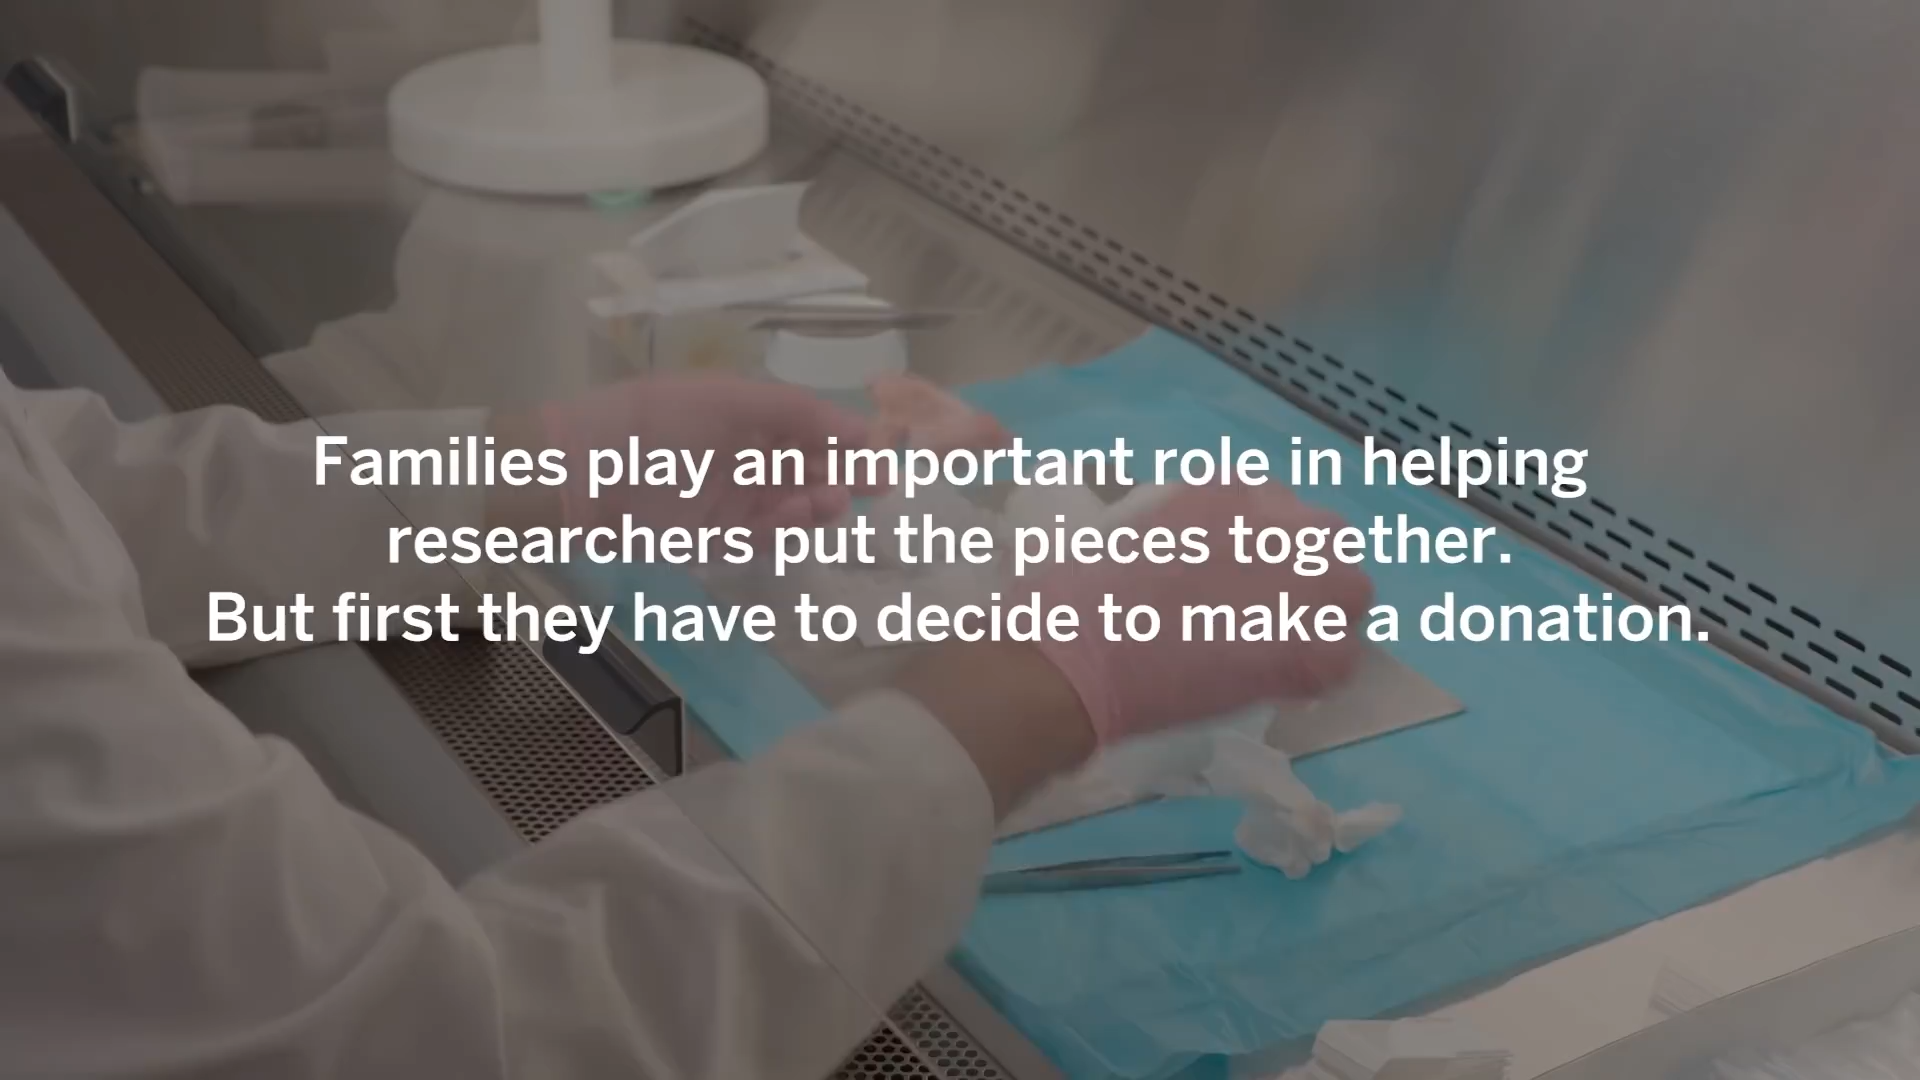 Families play an important role in helping
researchers put the pieces together.
But first they have to decide to make a donation.